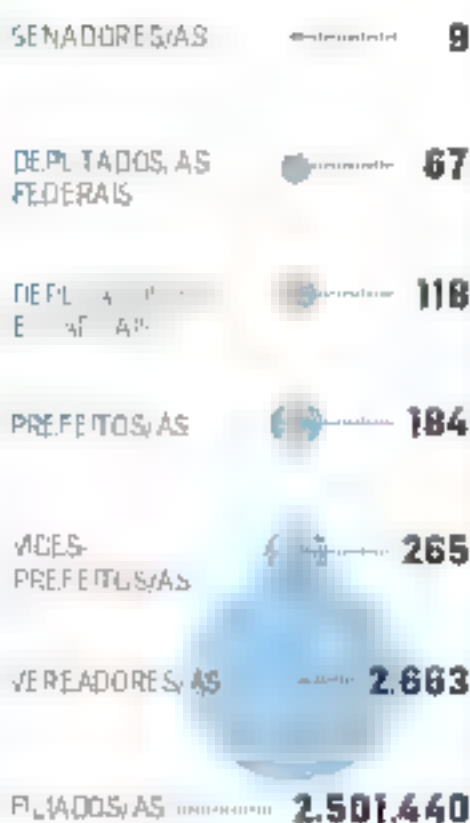 SENADORES/AS 9
DEPUTADOS/AS 67
FEDERAIS
118
PREFEITOS/AS 184
VICES- 265
PREFEITOS/AS
VEREADORES/AS 2.663
FILIADOS/AS 2.501.440